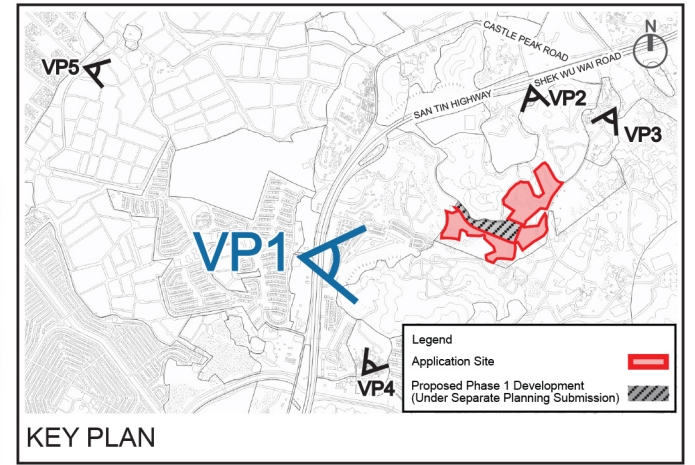 N
CASTLE PEAK ROAD
SHEK WU WAI ROAD
SAN TIN HIGHWAY
VP5
VP2
VP3
VP1
VP4
Legend
Application Site
Proposed Phase 1 Development
(Under Separate Planning Submission)
KEY PLAN